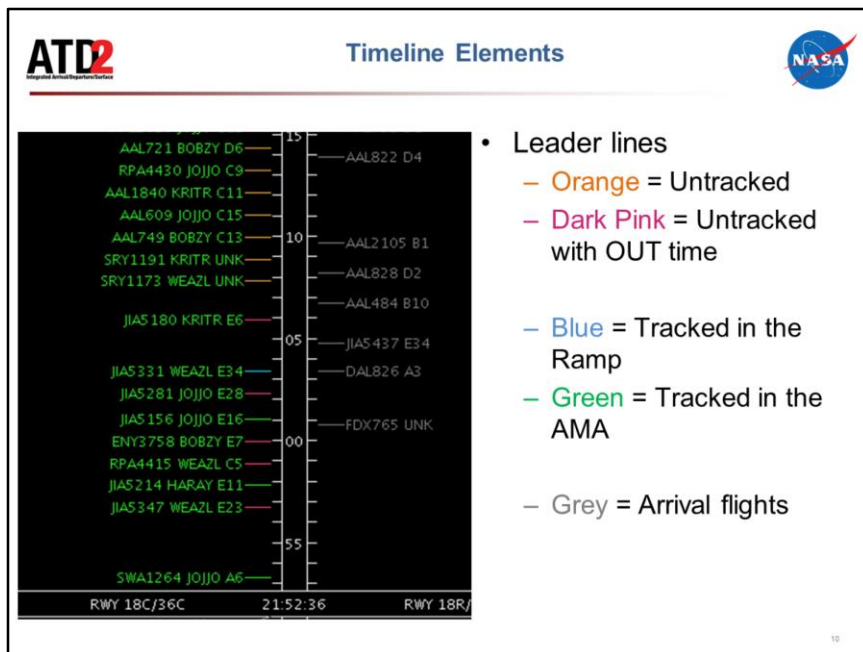 ATD2
Integrated Arrival/Departure/Surface
Timeline Elements
NASA
15
AAL721 BOBZY D6
AAL822 D4
RPA4430 JOJJO C9
AAL1840 KRITR C11
AAL609 JOJJO C15
AAL749 BOBZY C13
10
AAL2105 B1
SRY1191 KRITR UNK
AAL828 D2
SRY1173 WEAZL UNK
AAL484 B10
JIA5180 KRITR E6
05
JIA5437 E34
JIA5331 WEAZL E34
DAL826 A3
JIA5281 JOJJO E28
JIA5156 JOJJO E16
FDX765 UNK
ENY3758 BOBZY E7
00
RPA4415 WEAZL C5
JIA5214 HARAY E11
JIA5347 WEAZL E23
55
SWA1264 JOJJO A6
RWY 18C/36C 21:52:36 RWY 18R/
• Leader lines
– Orange = Untracked
– Dark Pink = Untracked
with OUT time
– Blue = Tracked in the
Ramp
– Green = Tracked in the
AMA
– Grey = Arrival flights
10